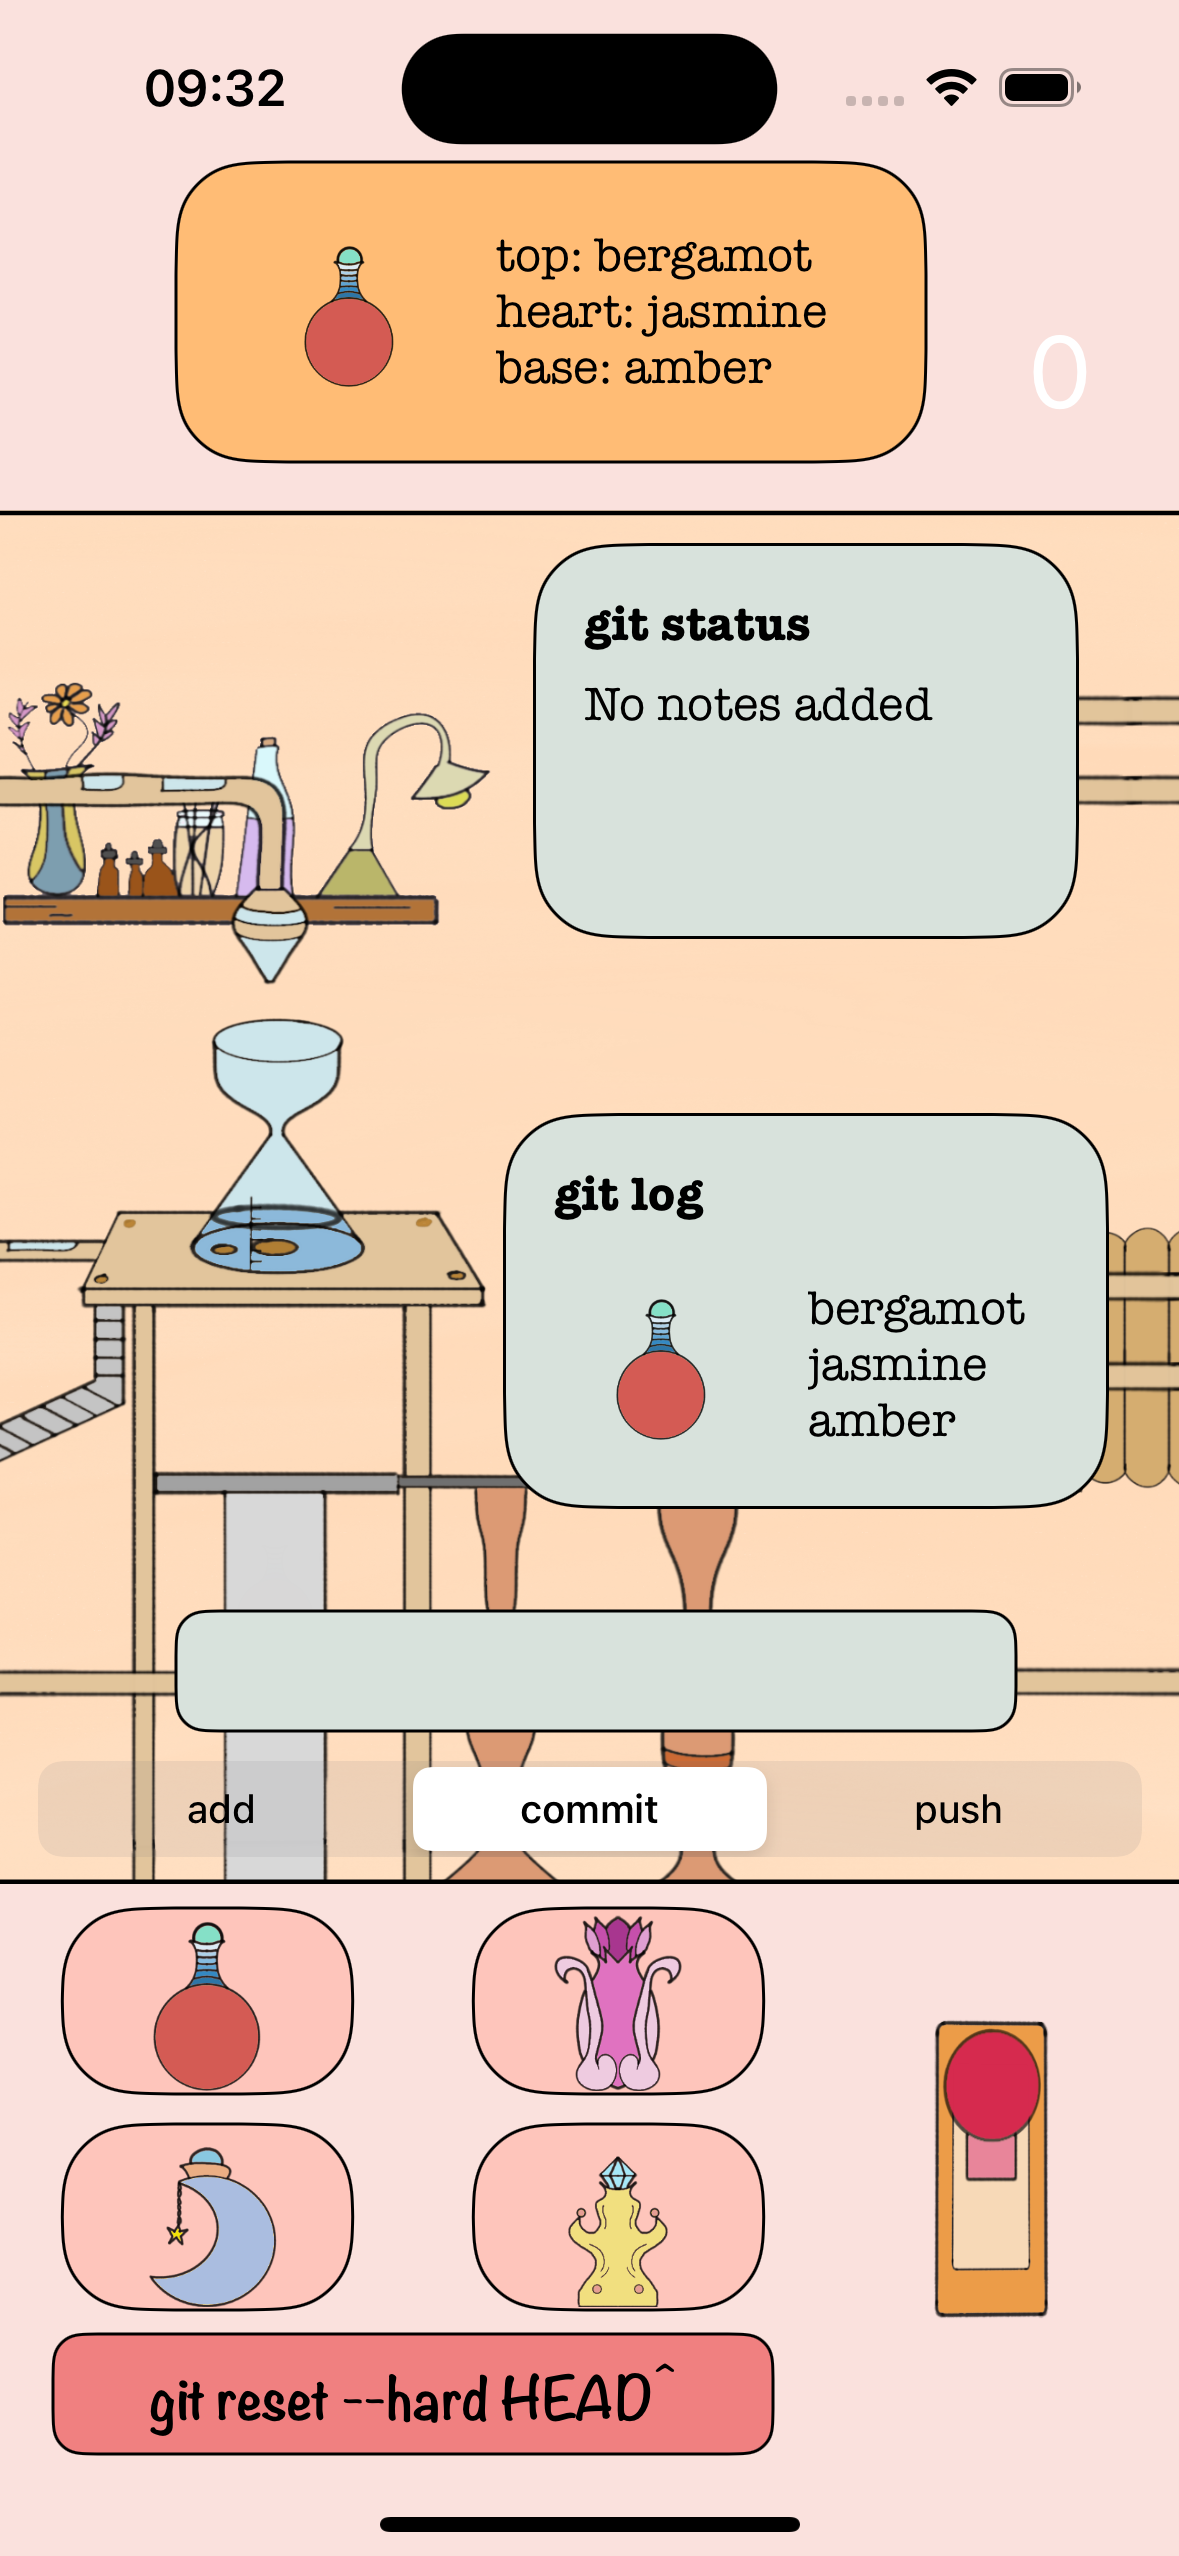 09:32
top: bergamot
heart: jasmine
base: amber
0
git status
No notes added
git log
bergamot
jasmine
amber
add
commit
push
git reset --hard HEAD^